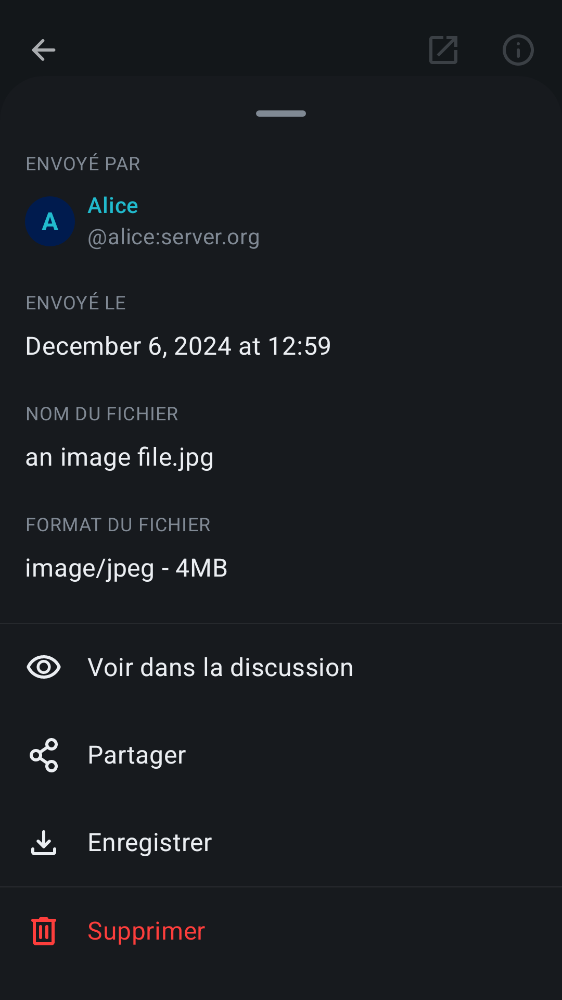 ENVOYÉ PAR
A
Alice
@alice:server.org
ENVOYÉ LE
December 6, 2024 at 12:59
NOM DU FICHIER
an image file.jpg
FORMAT DU FICHIER
image/jpeg - 4MB
Voir dans la discussion
Partager
Enregistrer
Supprimer